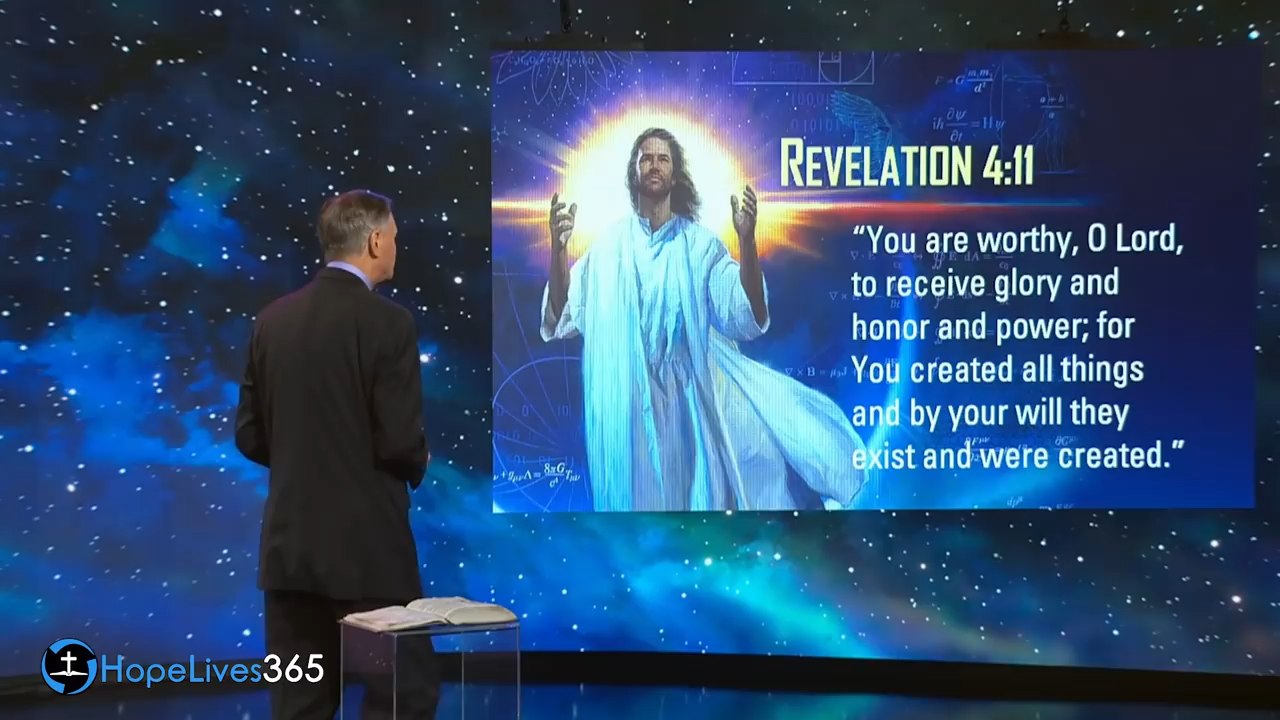 REVELATION 4:11
“You are worthy, O Lord,
to receive glory and
honor and power; for
You created all things
and by your will they
exist and were created.”
HopeLives365